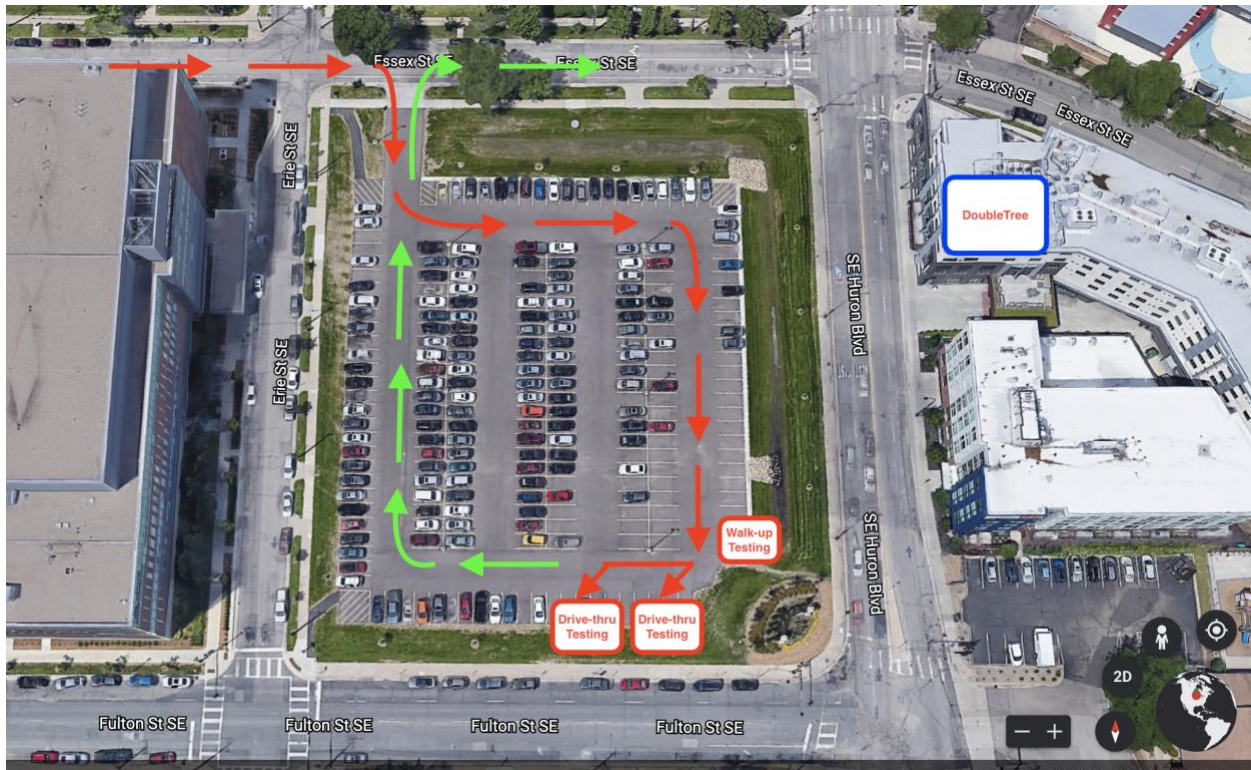 Essex St SE
Essex St SE
Essex St SE
Essex St SE
Erie St SE
Erie St SE
DoubleTree
SE Huron Blvd
SE Huron Blvd
Walk-up
Testing
Drive-thru
Testing
Drive-thru
Testing
2D
Fulton St SE
Fulton St SE
Fulton St SE
Fulton St SE